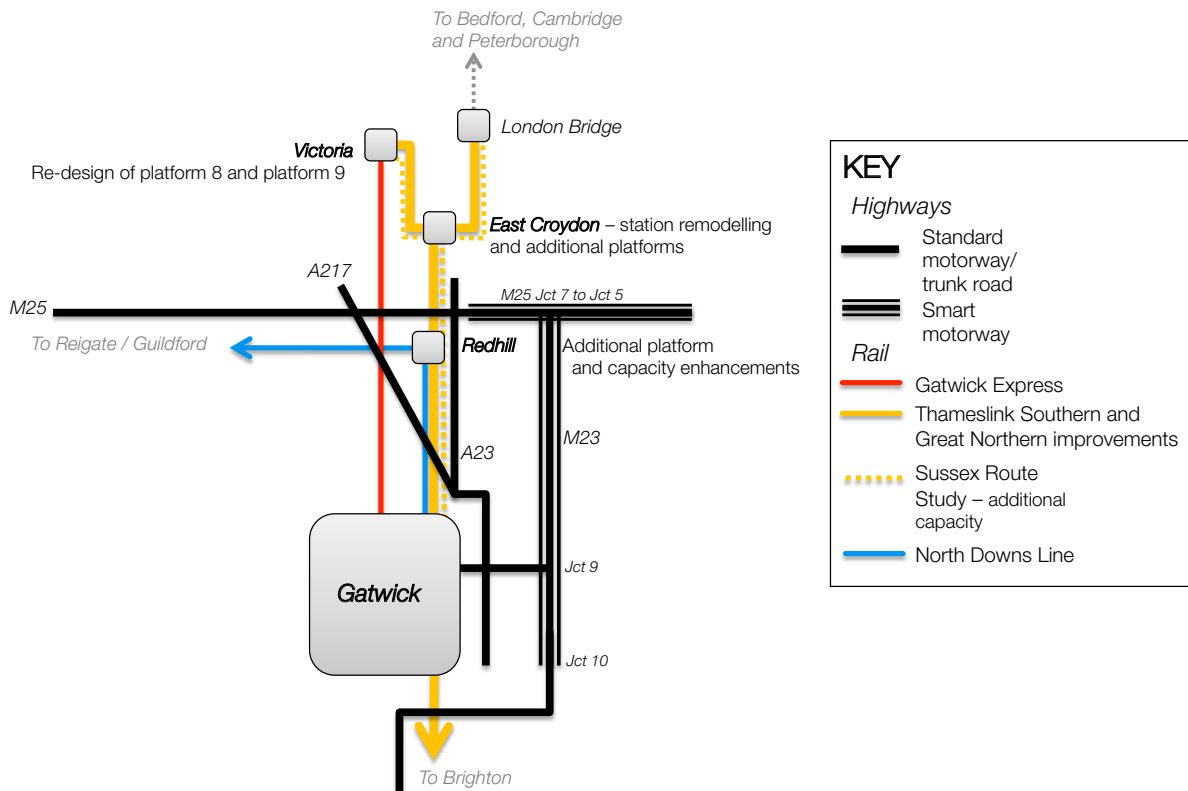 To Bedford, Cambridge
and Peterborough
London Bridge
Victoria
Re-design of platform 8 and platform 9
East Croydon – station remodelling
and additional platforms
A217
M25
M25 Jct 7 to Jct 5
To Reigate / Guildford
Redhill
Additional platform
and capacity enhancements
A23
M23
Gatwick
Jct 9
Jct 10
To Brighton
KEY
Highways
Standard
motorway/
trunk road
Smart
motorway
Rail
Gatwick Express
Thameslink Southern and
Great Northern improvements
Sussex Route
Study – additional
capacity
North Downs Line